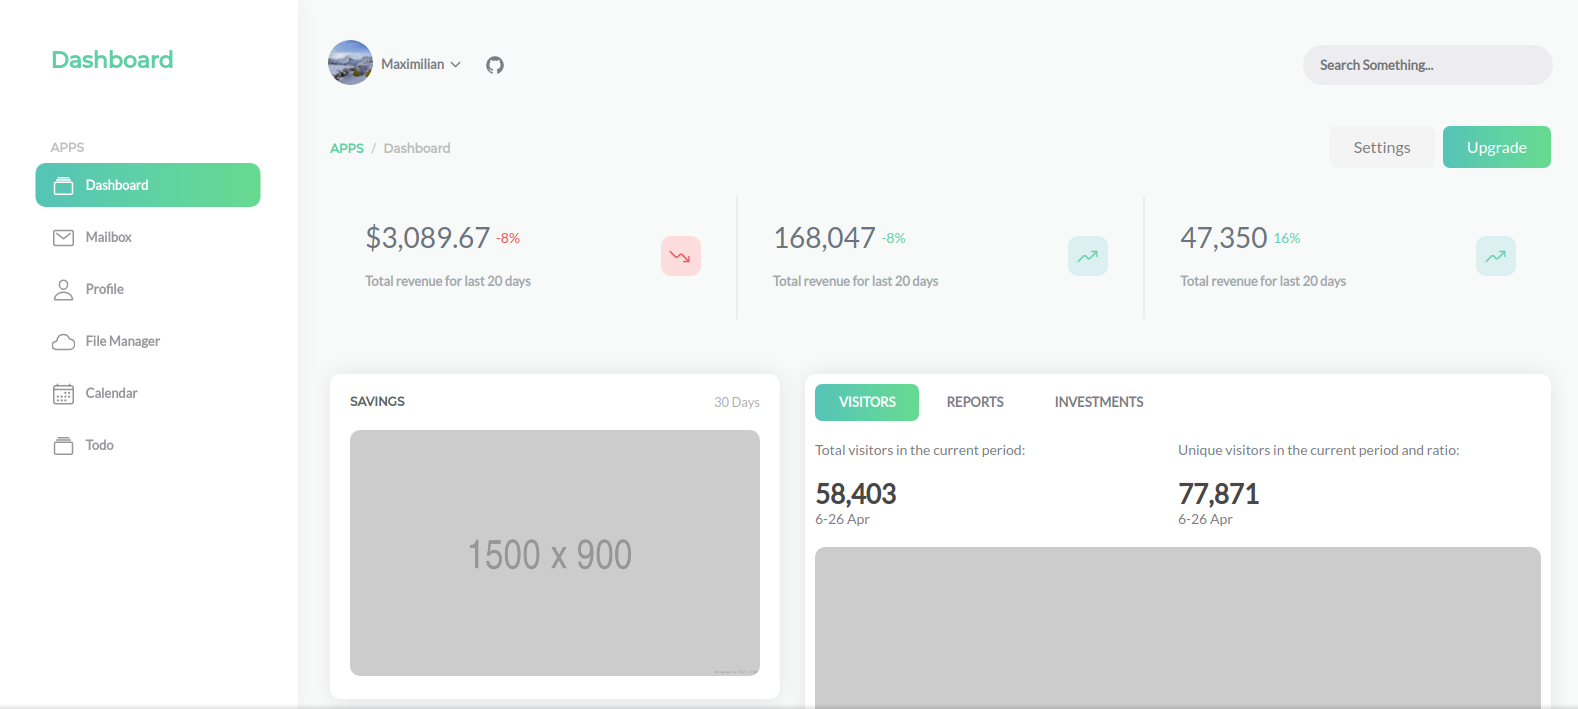 Dashboard
Maximilian
Search Something...
APPS
Dashboard
Mailbox
Profile
File Manager
Calendar
Todo
APPS / Dashboard
Settings
Upgrade
$3,089.67 -8%
Total revenue for last 20 days
168,047 -8%
Total revenue for last 20 days
47,350 16%
Total revenue for last 20 days
SAVINGS
30 Days
1500 x 900
VISITORS
REPORTS
INVESTMENTS
Total visitors in the current period:
58,403
6-26 Apr
Unique visitors in the current period and ratio:
77,871
6-26 Apr